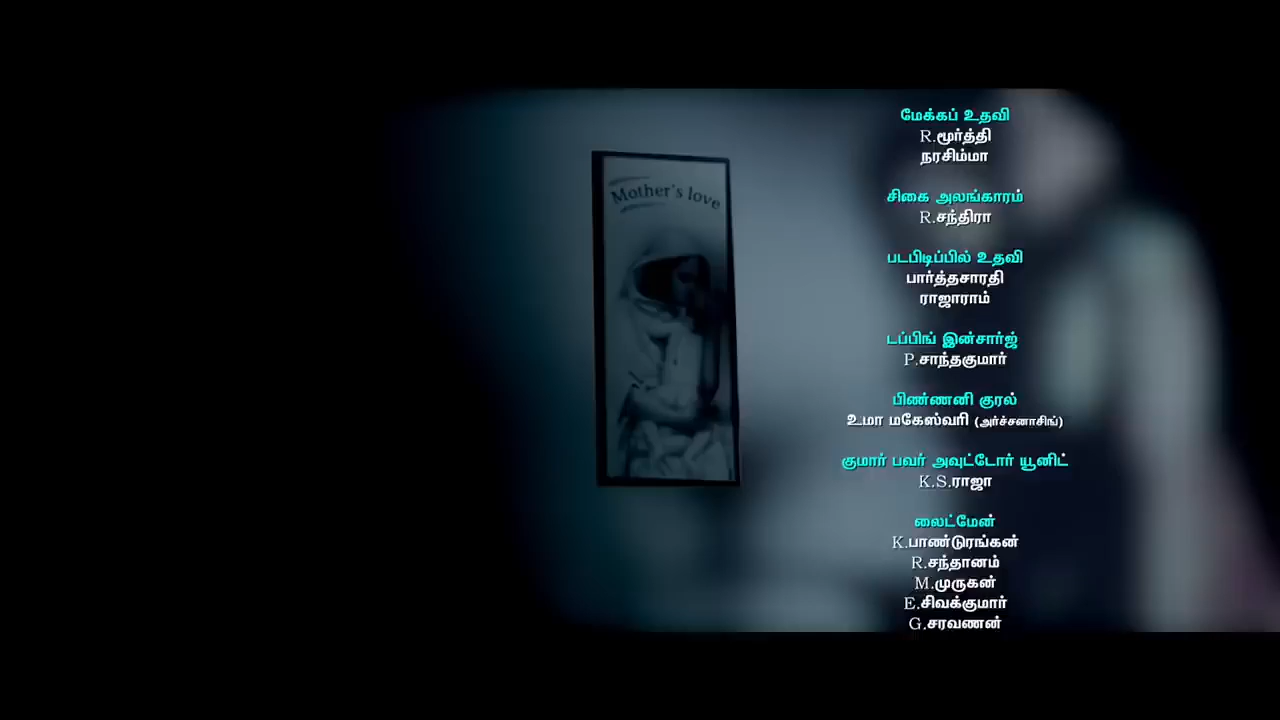 Mother's love
மேக்கப் உதவி
R.மூர்த்தி
நரசிம்மா
சிகை அலங்காரம்
R.சந்திரா
படபிடிப்பில் உதவி
பார்த்தசாரதி
ராஜாராம்
டப்பிங் இன்சார்ஜ்
P.சாந்தகுமார்
பிண்ணனி குரல்
உமா மகேஸ்வரி (அர்ச்சனாசிங்)
குமார் பவர் அவுட்டோர் யூனிட்
K.S.ராஜா
லைட்மேன்
K.பாண்டுரங்கன்
R.சந்தானம்
M.முருகன்
E.சிவக்குமார்
G.சரவணன்